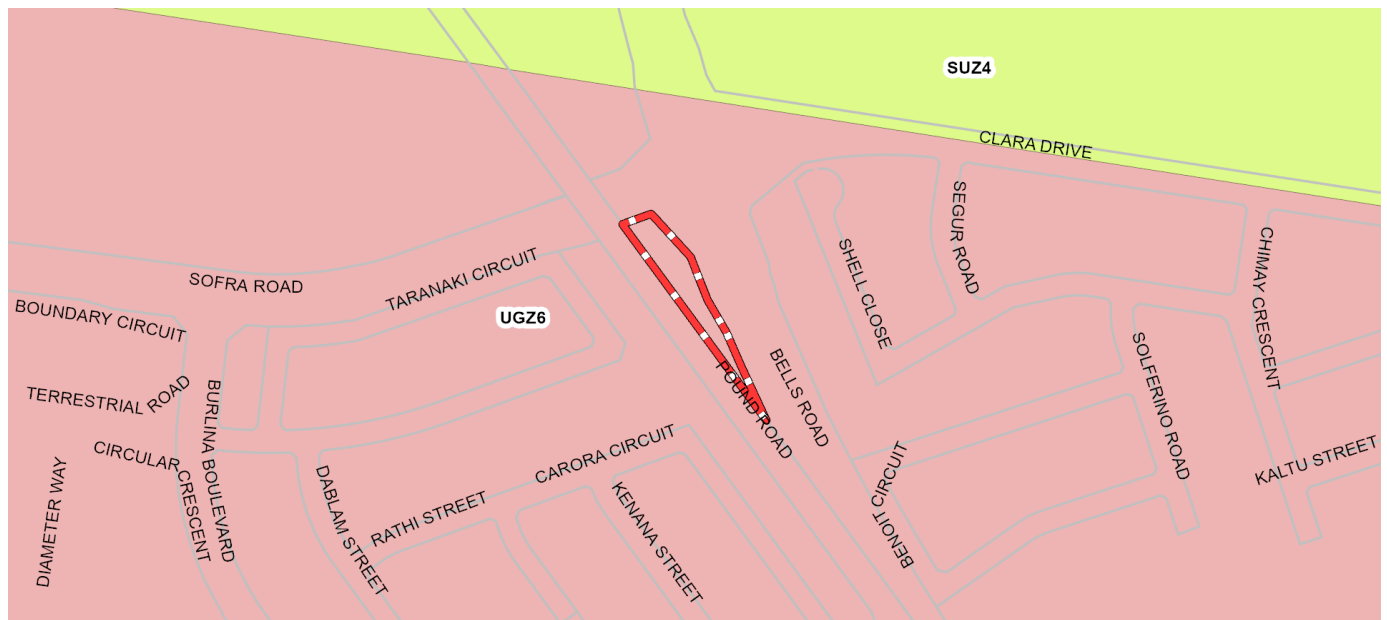 SUZ4
CLARA DRIVE
SEGUR ROAD
CHIMAY CRESCENT
SHELL CLOSE
SOFRA ROAD
TARANAKI CIRCUIT
UGZ6
BOUNDARY CIRCUIT
BELLS ROAD
POUND ROAD
SOLFERINO ROAD
TERRESTRIAL ROAD
BURLINA BOULEVARD
CIRCULAR CRESCENT
CARORA CIRCUIT
KALTU STREET
DIAMETER WAY
DABLAM STREET
RATHI STREET
KENANA STREET
BENOIT CIRCUIT